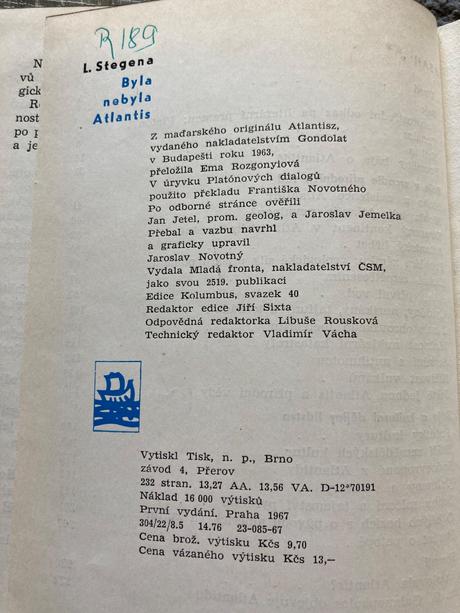 R 189
L. Stegena
Byla
nebyla
Atlantis
Z maďarského originálu Atlantisz,
vydaného nakladatelstvím Gondolat
v Budapešti roku 1963,
přeložila Ema Rozgonyiová
V úryvku Platónových dialogů
použito překladu Františka Novotného
Po odborné stránce ověřili
Jan Jetel, prom. geolog, a Jaroslav Jemelka
Přebal a vazbu navrhl
a graficky upravil
Jaroslav Novotný
Vydala Mladá fronta, nakladatelství ČSM,
jako svou 2519. publikaci
Edice Kolumbus, svazek 40
Redaktor edice Jiří Sixta
Odpovědná redaktorka Libuše Rousková
Technický redaktor Vladimír Vácha
Vytiskl Tisk, n. p., Brno
závod 4, Přerov
232 stran. 13,27 AA. 13,56 VA. D-12*70191
Náklad 16 000 výtisků
První vydání. Praha 1967
304/22/8.5 14.76 23-085-67
Cena brož. výtisku Kčs 9,70
Cena vázaného výtisku Kčs 13,—